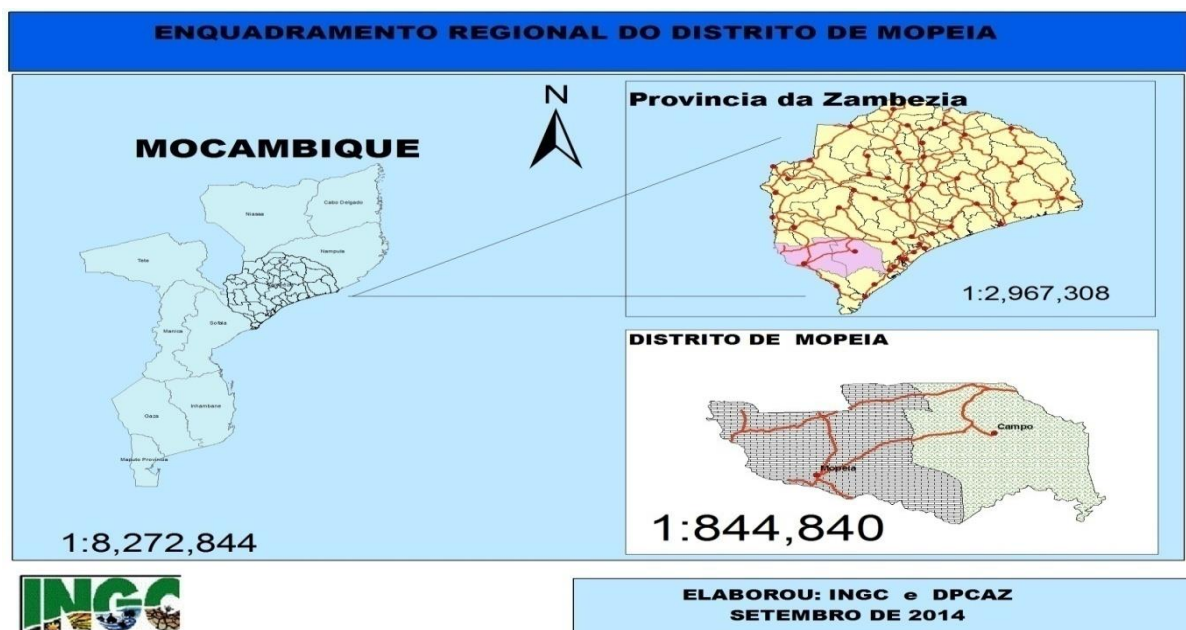 ENQUADRAMENTO REGIONAL DO DISTRITO DE MOPEIA
MOCAMBIQUE
N
Niassa
Cabo Delgado
Nampula
Tete
Manica
Sofala
Gaza
Inhambane
Maputo Provincia
1:8,272,844
Provincia da Zambezia
1:2,967,308
DISTRITO DE MOPEIA
Campo
Mopeia
1:844,840
INGC
ELABOROU: INGC e DPCAZ
SETEMBRO DE 2014